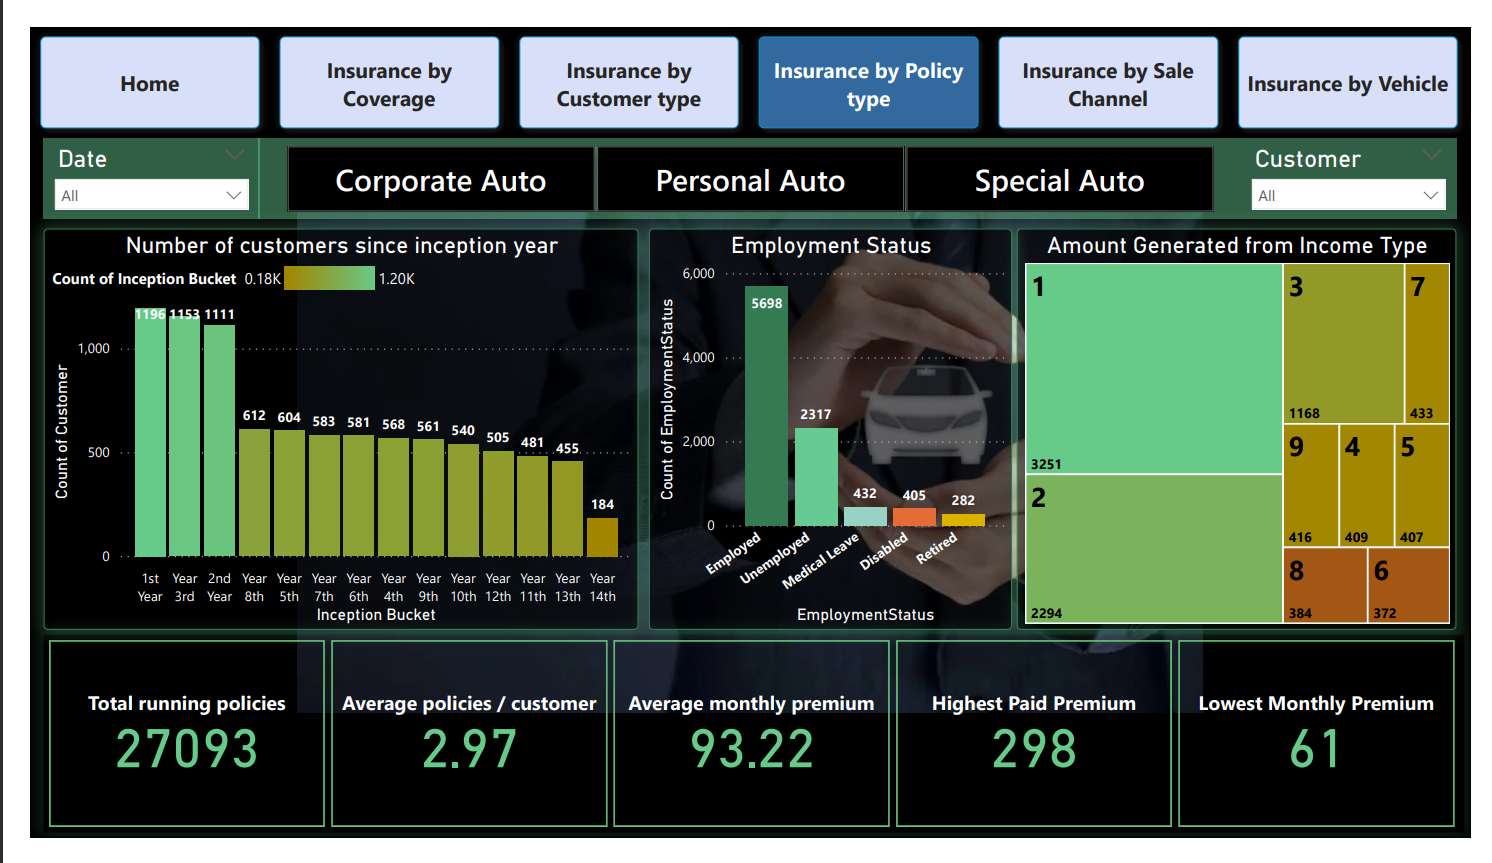 Home
Insurance by
Coverage
Insurance by
Customer type
Insurance by Policy
type
Insurance by Sale
Channel
Insurance by Vehicle
Date
All
Corporate Auto
Personal Auto
Special Auto
Customer
All
Number of customers since inception year
Count of Inception Bucket 0.18K 1.20K
Count of Customer
1,000
500
0
1196 1153 1111
612 604 583 581 568 561 540 505 481 455
184
1st Year 2nd Year Year Year Year Year Year Year Year Year Year Year
Year 3rd Year 8th 5th 7th 6th 4th 9th 10th 12th 11th 13th 14th
Inception Bucket
Employment Status
Count of EmploymentStatus
6,000
4,000
2,000
0
5698
2317
432 405 282
Employed
Unemployed
Medical Leave
Disabled
Retired
EmploymentStatus
Amount Generated from Income Type
1
3251
2
2294
3
1168
7
433
9
416
4
409
5
407
8
384
6
372
Total running policies
27093
Average policies / customer
2.97
Average monthly premium
93.22
Highest Paid Premium
298
Lowest Monthly Premium
61